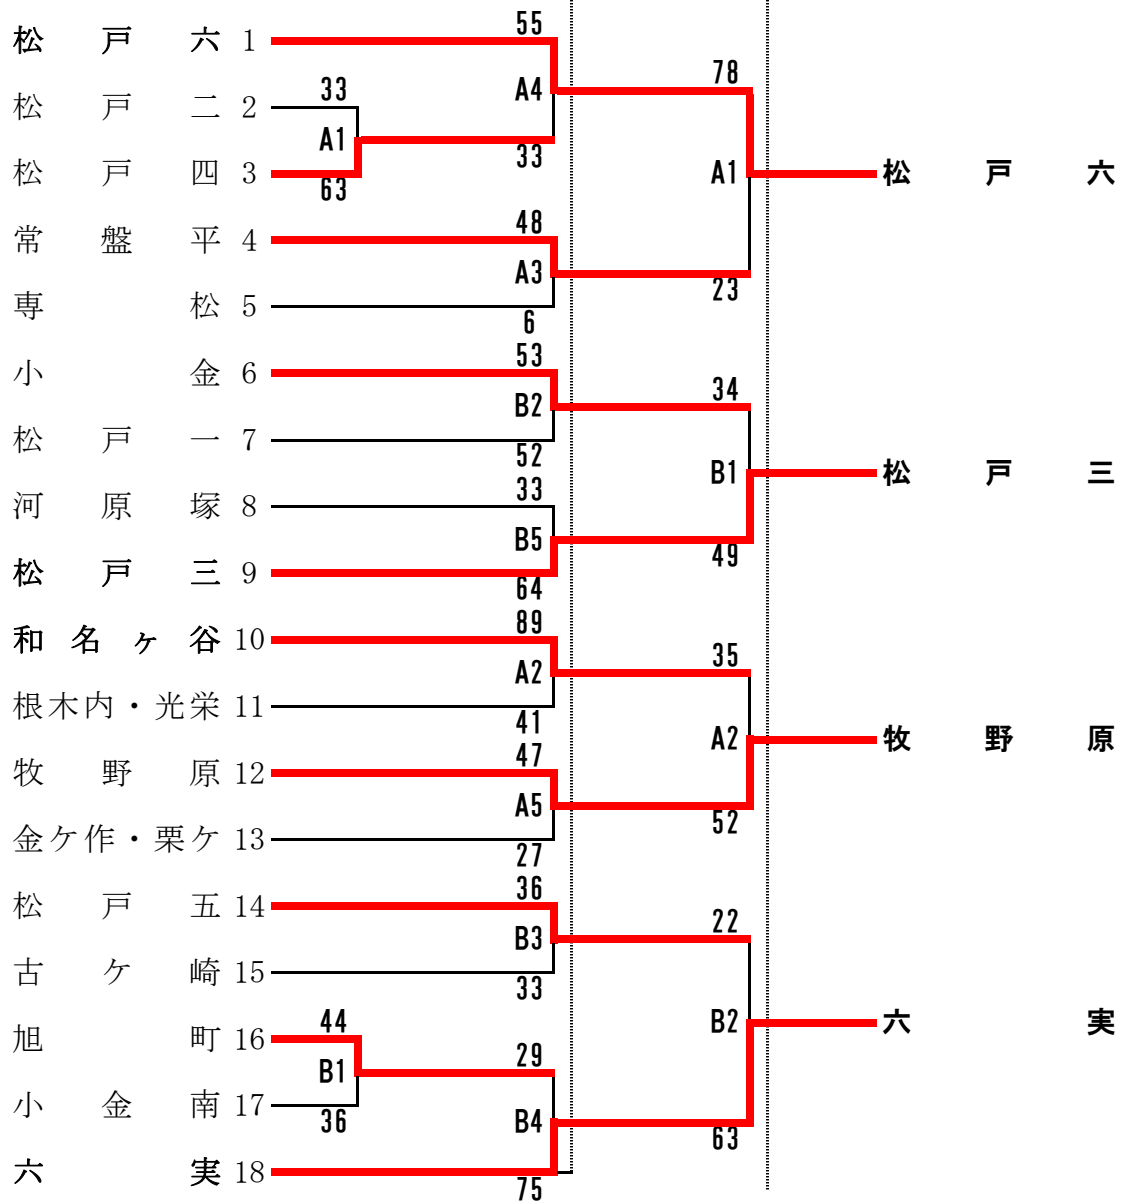 55
松戸六 1
78
33
A4
松戸二 2
A1
33
松戸四 3
A1
松戸六
63
48
常盤平 4
A3
23
専松 5
6
53
小金 6
34
B2
松戸一 7
52
B1
松戸三
33
河原塚 8
B5
49
松戸三 9
64
89
和名ヶ谷 10
35
A2
根木内・光栄 11
41
A2
牧野原
47
牧野原 12
A5
52
金ケ作・栗ケ 13
27
36
松戸五 14
22
B3
古ケ崎 15
33
44
B2
六実
旭町 16
29
B1
小金南 17
36
B4
63
六実 18
75